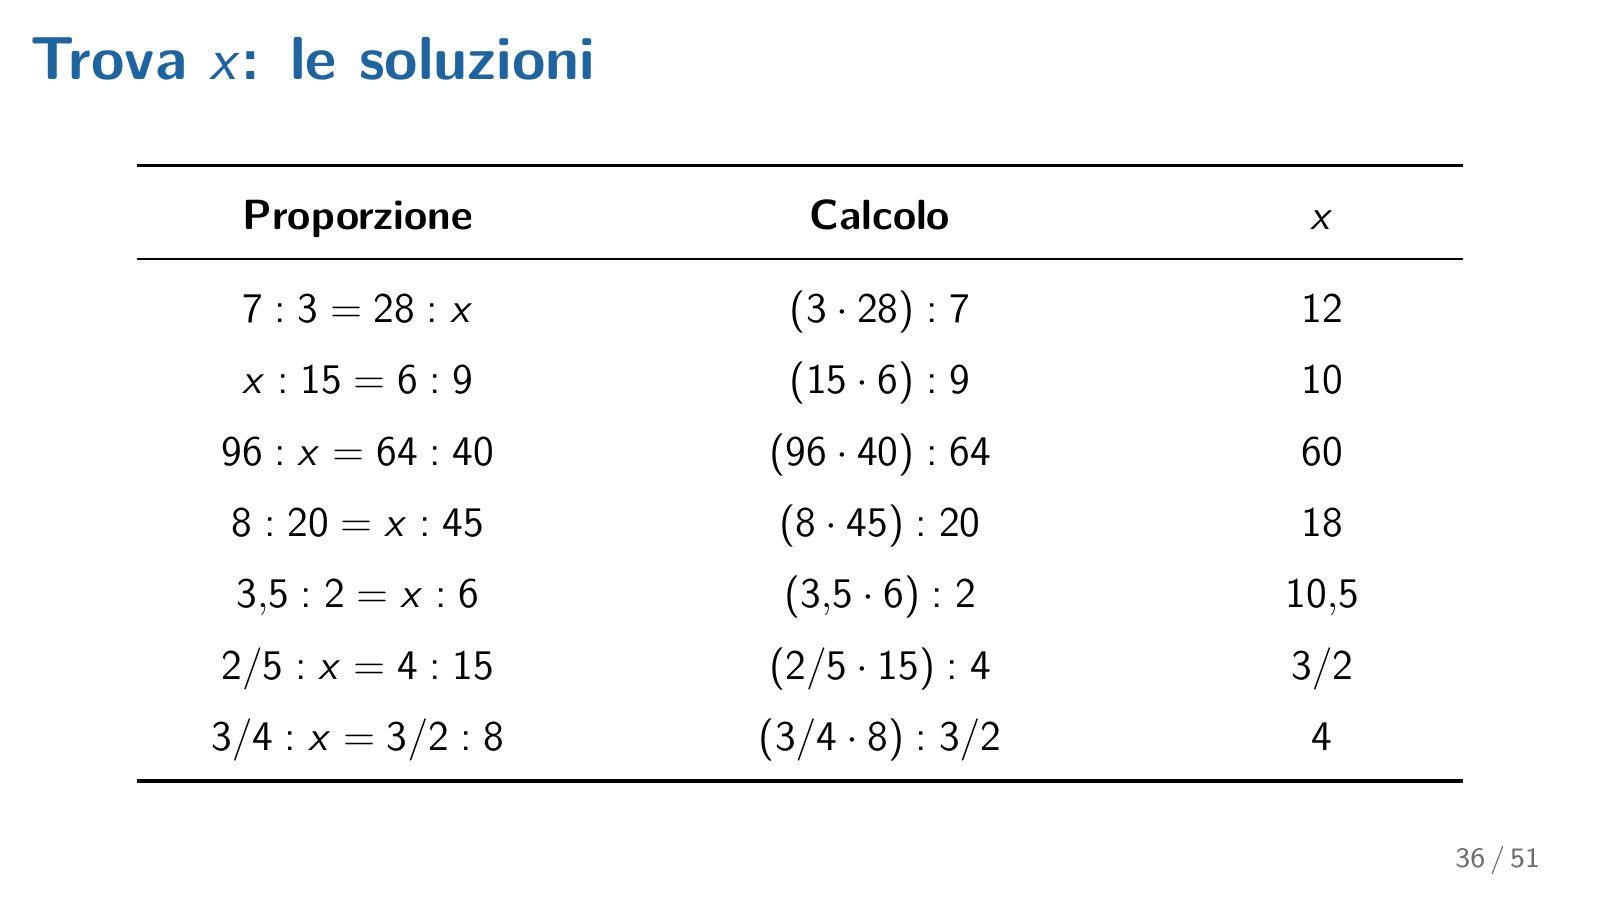 Trova x: le soluzioni
Proporzione Calcolo x
7 : 3 = 28 : x (3 · 28) : 7 12
x : 15 = 6 : 9 (15 · 6) : 9 10
96 : x = 64 : 40 (96 · 40) : 64 60
8 : 20 = x : 45 (8 · 45) : 20 18
3,5 : 2 = x : 6 (3,5 · 6) : 2 10,5
2/5 : x = 4 : 15 (2/5 · 15) : 4 3/2
3/4 : x = 3/2 : 8 (3/4 · 8) : 3/2 4
36 / 51